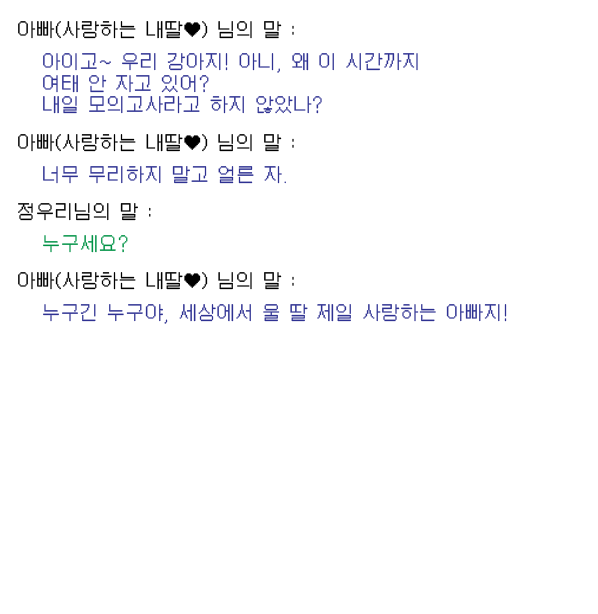 아빠(사랑하는 내딸♥) 님의 말 :
아이고~ 우리 강아지! 아니, 왜 이 시간까지
여태 안 자고 있어?
내일 모의고사라고 하지 않았나?
아빠(사랑하는 내딸♥) 님의 말 :
너무 무리하지 말고 얼른 자.
정우리님의 말 :
누구세요?
아빠(사랑하는 내딸♥) 님의 말 :
누구긴 누구야, 세상에서 울 딸 제일 사랑하는 아빠지!